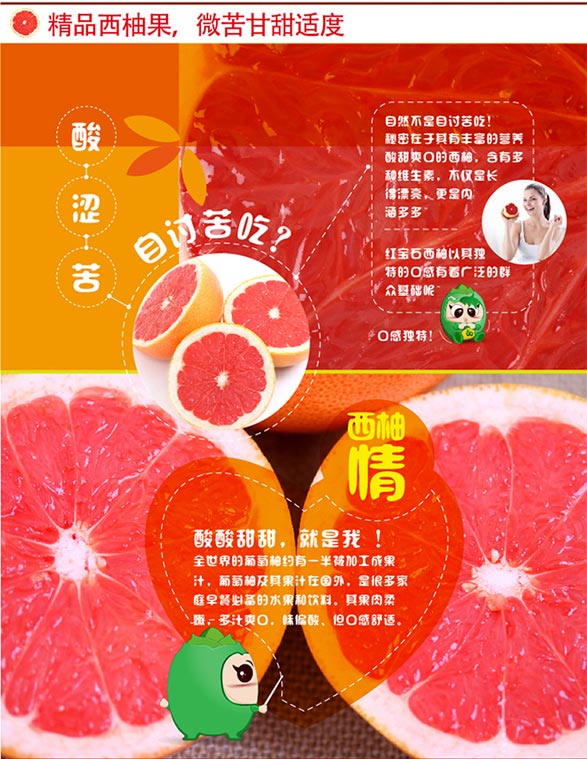 精品西柚果，微苦甘甜适度
酸
涩
苦
自讨苦吃？
自然不是自讨苦吃！
秘密在于其有丰富的营养
酸甜爽口的西柚，含有多
种维生素，不仅是长
得漂亮，更是内
涵多多~
红宝石西柚以其独
特的口感有着广泛的群
众基础呢~
口感独特！
西柚
情
酸酸甜甜，就是我！
全世界的葡萄柚约有一半被加工成果
汁，葡萄柚及其果汁在国外，是很多家
庭早餐必备的水果和饮料。其果肉柔
嫩，多汁爽口，味偏酸、但口感舒适。